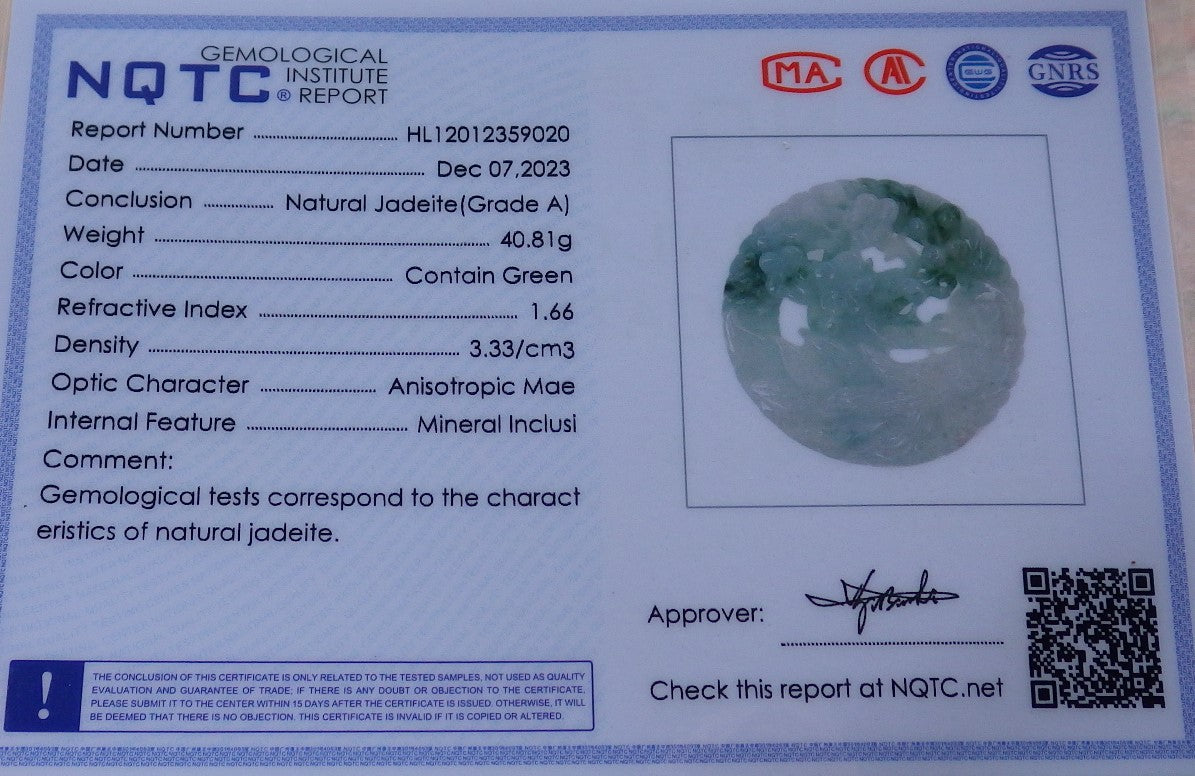 GEMOLOGICAL
NQTC® INSTITUTE
REPORT
MA
GNRS
Report Number ........ HL12012359020
Date ........ Dec 07,2023
Conclusion ........ Natural Jadeite(Grade A)
Weight ........ 40.81g
Color ........ Contain Green
Refractive Index ........ 1.66
Density ........ 3.33/cm3
Optic Character ........ Anisotropic Mae
Internal Feature ........ Mineral Inclusi
Comment:
Gemological tests correspond to the charact
eristics of natural jadeite.
Approver:
Check this report at NQTC.net
!
THE CONCLUSION OF THIS CERTIFICATE IS ONLY RELATED TO THE TESTED SAMPLES, NOT USED AS QUALITY
EVALUATION AND GUARANTEE OF TRADE; IF THERE IS ANY DOUBT OR OBJECTION TO THE CERTIFICATE,
PLEASE SUBMIT IT TO THE CENTER WITHIN 15 DAYS AFTER THE CERTIFICATE IS ISSUED. OTHERWISE, IT WILL
BE DEEMED THAT THERE IS NO OBJECTION. THIS CERTIFICATE IS INVALID IF IT IS COPIED OR ALTERED.